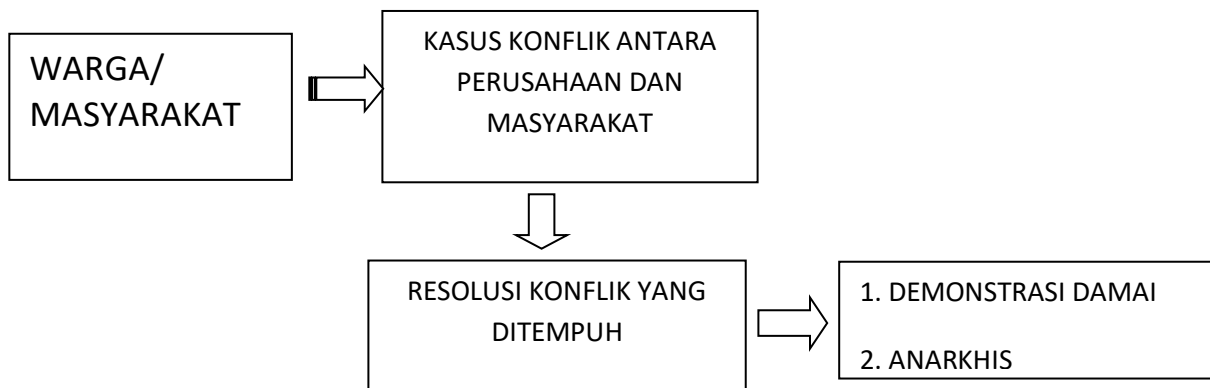 WARGA/
MASYARAKAT
KASUS KONFLIK ANTARA
PERUSAHAAN DAN
MASYARAKAT
RESOLUSI KONFLIK YANG
DITEMPUH
1. DEMONSTRASI DAMAI
2. ANARKHIS